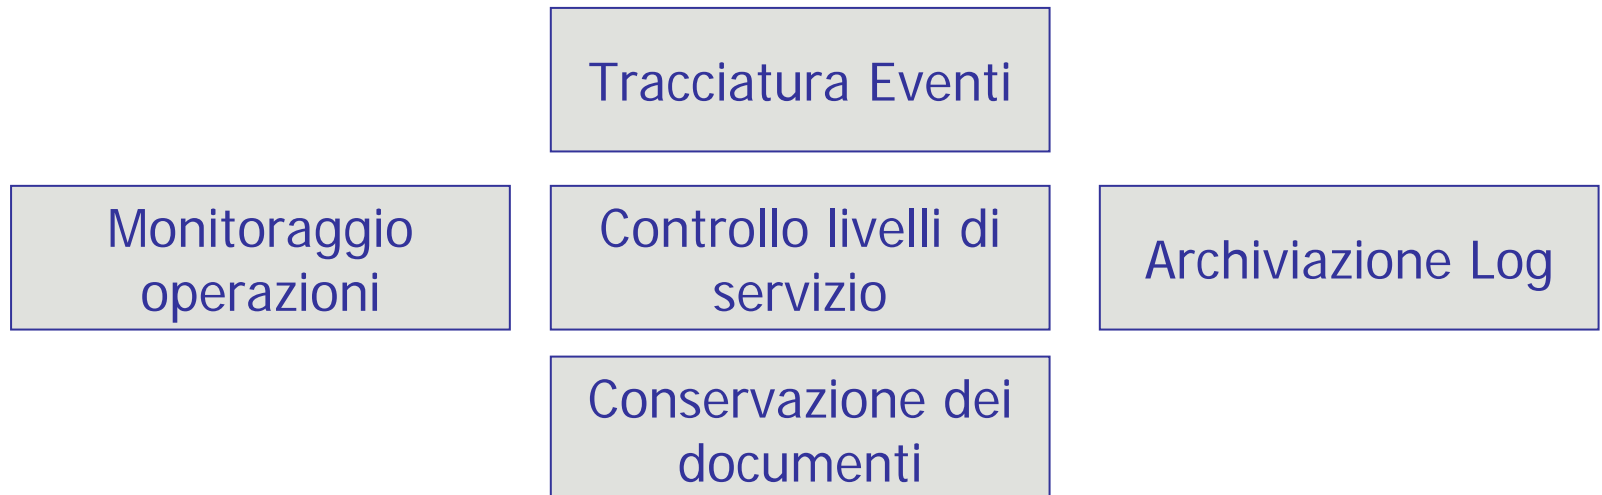 Tracciatura Eventi
Monitoraggio
operazioni
Controllo livelli di
servizio
Archiviazione Log
Conservazione dei
documenti